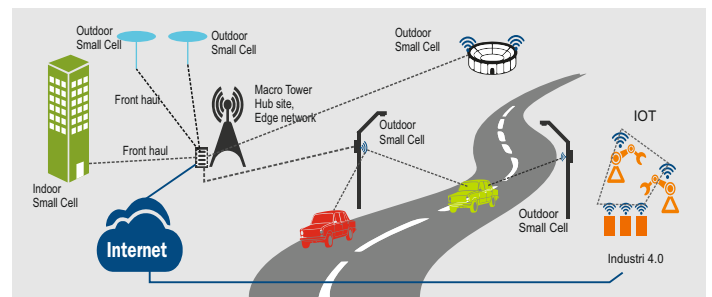 Outdoor
Small Cell
Outdoor
Small Cell
Outdoor
Small Cell
Indoor
Small Cell
Front haul
Front haul
Macro Tower
Hub site,
Edge network
Outdoor
Small Cell
Outdoor
Small Cell
IOT
Industri 4.0
Internet